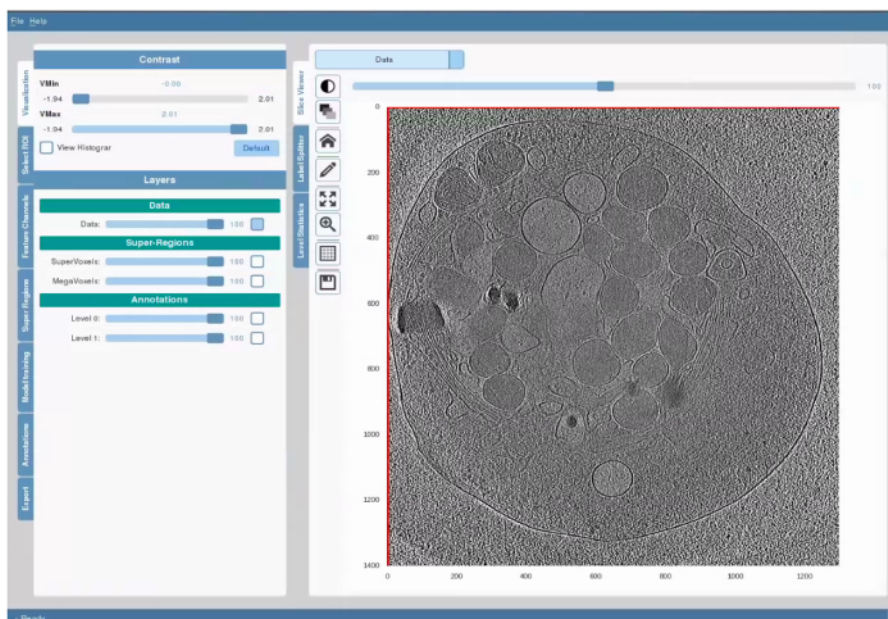 File Help
Visualization
Select ROI
Feature Channels
Super Regions
Model training
Annotations
Export
Contrast
VMin
-0.00
-1.94 2.01
VMax
2.01
-1.94 2.01
View Histograr
Default
Layers
Data
Data: 100
Super-Regions
SuperVoxels: 100
MegaVoxels: 100
Annotations
Level 0: 100
Level 1: 100
Slice Viewer
Label Splitter
Level Statistics
Data
100
0
200
400
600
800
1000
1200
1400
0 200 400 600 800 1000 1200
Ready